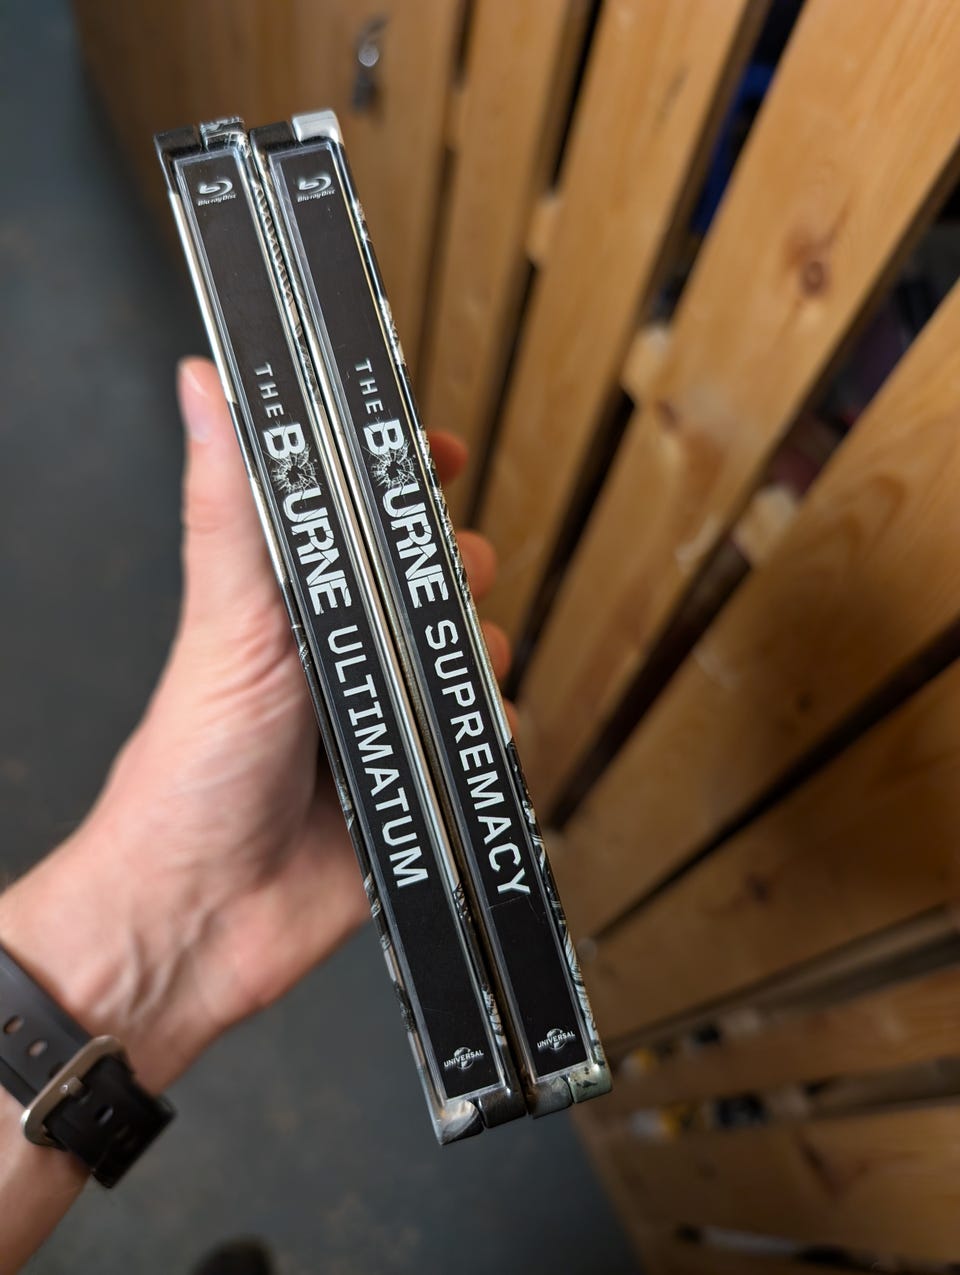 Blu-ray Disc
THE BOURNE ULTIMATUM
UNIVERSAL
Blu-ray Disc
THE BOURNE SUPREMACY
UNIVERSAL